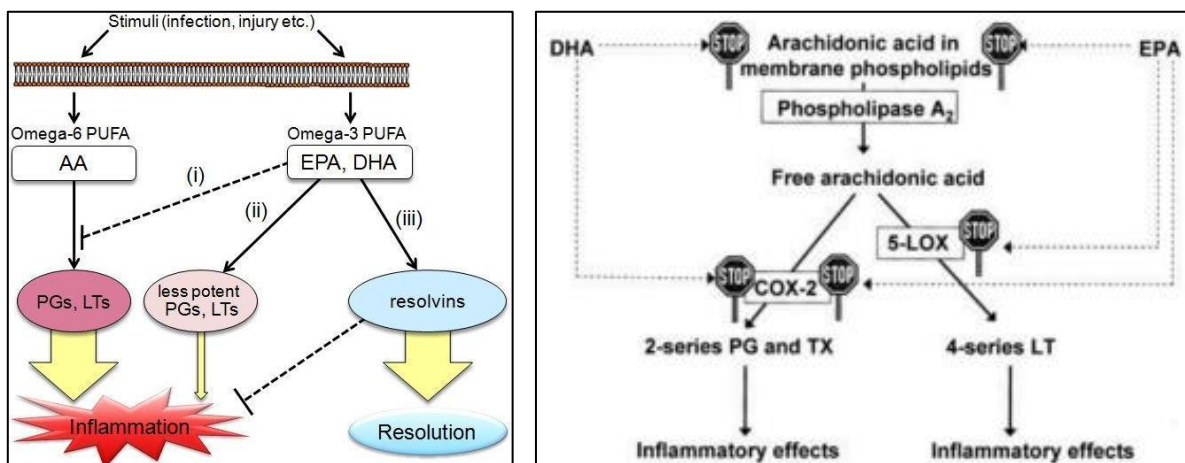 Stimuli (infection, injury etc.)
Omega-6 PUFA
Omega-3 PUFA
AA
EPA, DHA
(i)
(ii)
(iii)
PGs, LTs
less potent
PGs, LTs
resolvins
Inflammation
Resolution
DHA
STOP
Arachidonic acid in
membrane phospholipids
STOP
EPA
Phospholipase A2
Free arachidonic acid
5-LOX
STOP
STOP
COX-2
STOP
2-series PG and TX
4-series LT
Inflammatory effects
Inflammatory effects